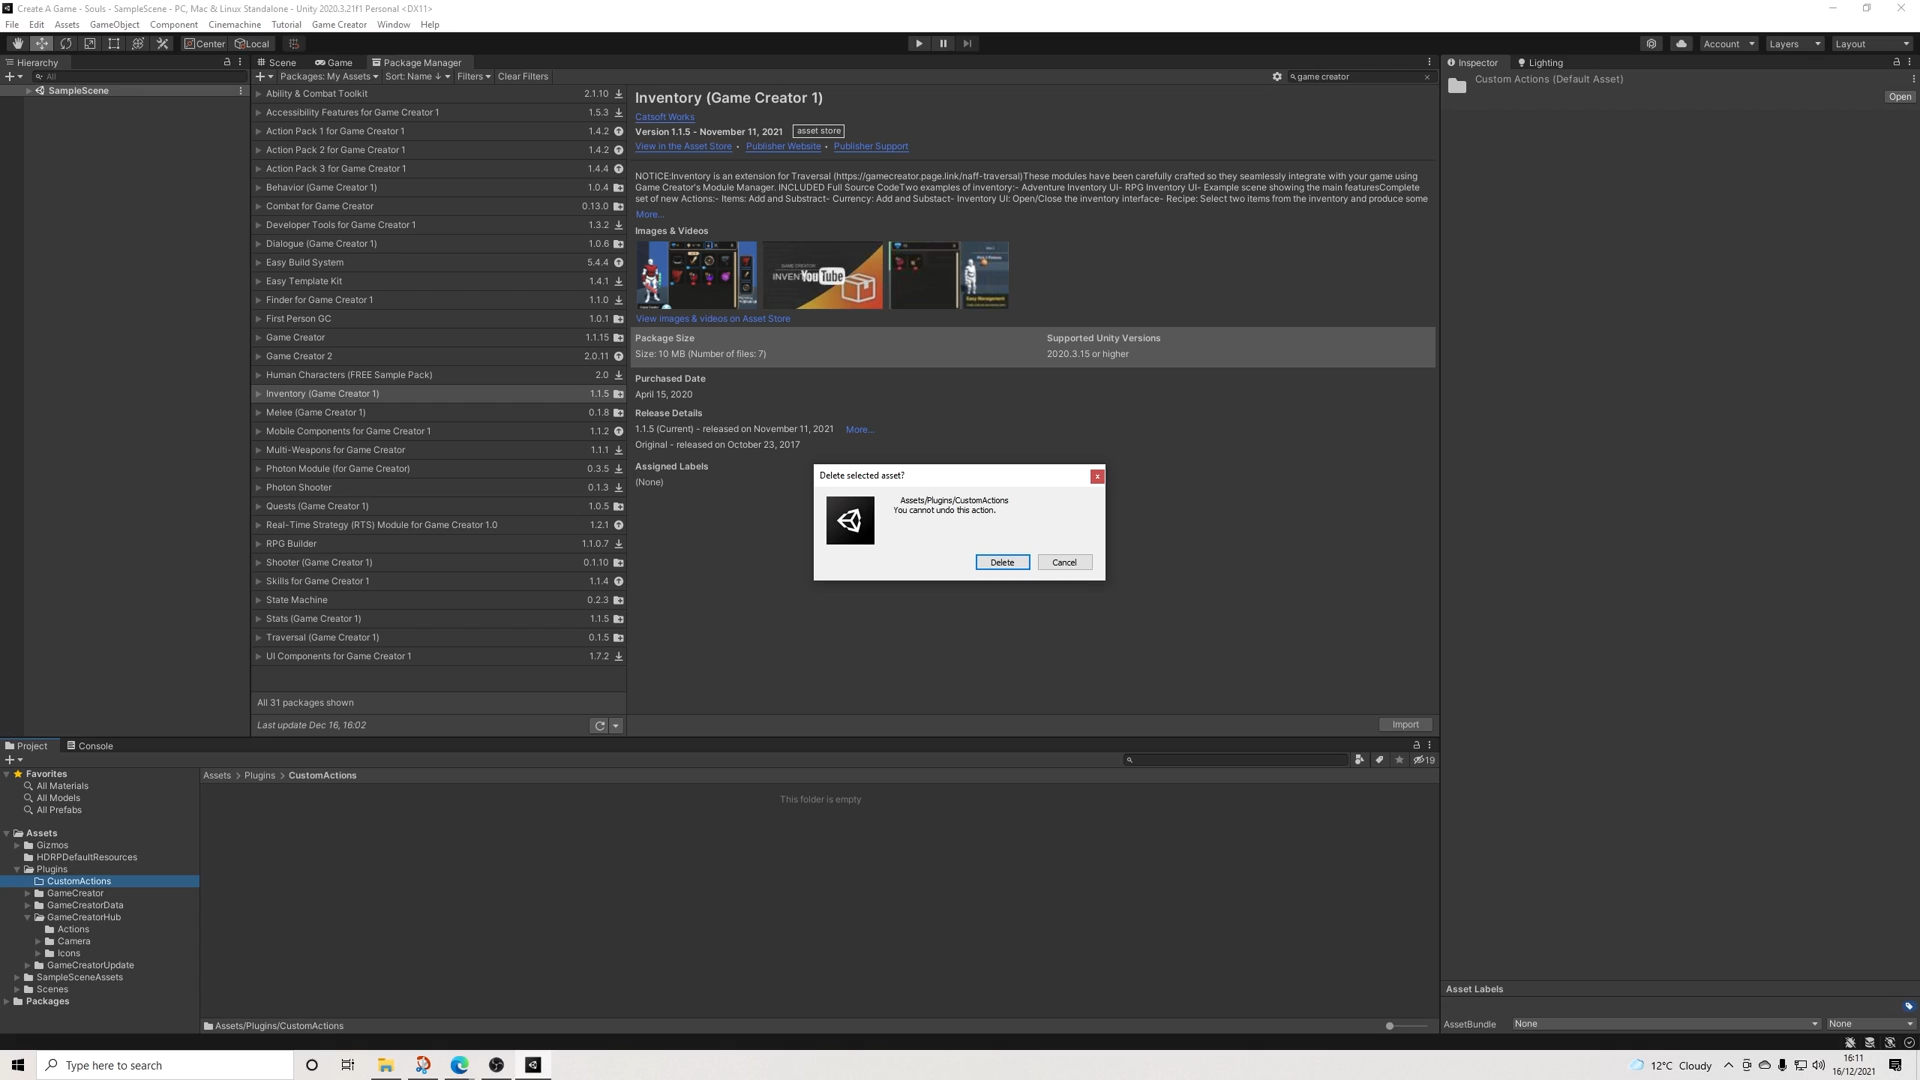 Create A Game - Souls - SampleScene - PC, Mac & Linux Standalone - Unity 2020.3.21f1 Personal <DX11>
File Edit Assets GameObject Component Cinemachine Tutorial Game Creator Window Help
Center Local Account Layers Layout
Hierarchy Scene Game Package Manager Inspector Lighting
All Packages: My Assets Sort: Name ↓ Filters Clear Filters game creator
Custom Actions (Default Asset)
Open
SampleScene
Ability & Combat Toolkit 2.1.10
Accessibility Features for Game Creator 1 1.5.3
Action Pack 1 for Game Creator 1 1.4.2
Action Pack 2 for Game Creator 1 1.4.2
Action Pack 3 for Game Creator 1 1.4.4
Behavior (Game Creator 1) 1.0.4
Combat for Game Creator 0.13.0
Developer Tools for Game Creator 1 1.3.2
Dialogue (Game Creator 1) 1.0.6
Easy Build System 5.4.4
Easy Template Kit 1.4.1
Finder for Game Creator 1 1.1.0
First Person GC 1.0.1
Game Creator 1.1.15
Game Creator 2 2.0.11
Human Characters (FREE Sample Pack) 2.0
Inventory (Game Creator 1) 1.1.5
Melee (Game Creator 1) 0.1.8
Mobile Components for Game Creator 1 1.1.2
Multi-Weapons for Game Creator 1.1.1
Photon Module (for Game Creator) 0.3.5
Photon Shooter 0.1.3
Quests (Game Creator 1) 1.0.5
Real-Time Strategy (RTS) Module for Game Creator 1.0 1.2.1
RPG Builder 1.1.0.7
Shooter (Game Creator 1) 0.1.10
Skills for Game Creator 1 1.1.4
State Machine 0.2.3
Stats (Game Creator 1) 1.1.5
Traversal (Game Creator 1) 0.1.5
UI Components for Game Creator 1 1.7.2
All 31 packages shown
Last update Dec 16, 16:02
Inventory (Game Creator 1)
Catsoft Works
Version 1.1.5 - November 11, 2021 asset store
View in the Asset Store • Publisher Website • Publisher Support
NOTICE:Inventory is an extension for Traversal (https://gamecreator.page.link/naff-traversal)These modules have been carefully crafted so they seamlessly integrate with your game using
Game Creator's Module Manager. INCLUDED Full Source CodeTwo examples of inventory:- Adventure Inventory UI- RPG Inventory UI- Example scene showing the main featuresComplete
set of new Actions:- Items: Add and Substract- Currency: Add and Substact- Inventory UI: Open/Close the inventory interface- Recipe: Select two items from the inventory and produce some
More...
Images & Videos
GAME CREATOR
INVEN YouTube
Easy Management
View images & videos on Asset Store
Package Size Supported Unity Versions
Size: 10 MB (Number of files: 7) 2020.3.15 or higher
Purchased Date
April 15, 2020
Release Details
1.1.5 (Current) - released on November 11, 2021 More...
Original - released on October 23, 2017
Assigned Labels
(None)
Import
Delete selected asset?
Assets/Plugins/CustomActions
You cannot undo this action.
Delete Cancel
Project Console
19
Favorites
All Materials
All Models
All Prefabs
Assets
Gizmos
HDRPDefaultResources
Plugins
CustomActions
GameCreator
GameCreatorData
GameCreatorHub
Actions
Camera
Icons
GameCreatorUpdate
SampleSceneAssets
Scenes
Packages
Assets > Plugins > CustomActions
This folder is empty
Assets/Plugins/CustomActions
Asset Labels
AssetBundle None None
Type here to search
12°C Cloudy
16:11
16/12/2021